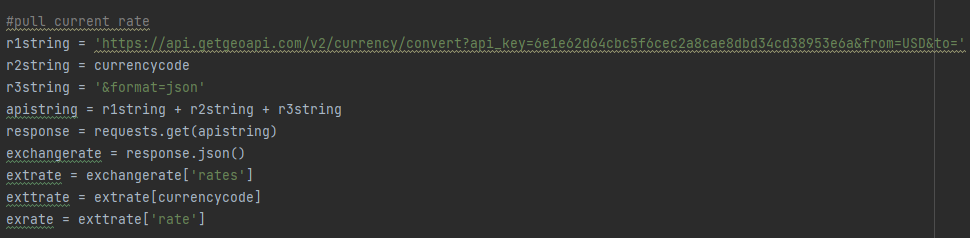 #pull current rate
r1string = 'https://api.getgeoapi.com/v2/currency/convert?api_key=6e1e62d64cbc5f6cec2a8cae8dbd34cd38953e6a&from=USD&to='
r2string = currencycode
r3string = '&format=json'
apistring = r1string + r2string + r3string
response = requests.get(apistring)
exchangerate = response.json()
extrate = exchangerate['rates']
exttrate = extrate[currencycode]
exrate = exttrate['rate']